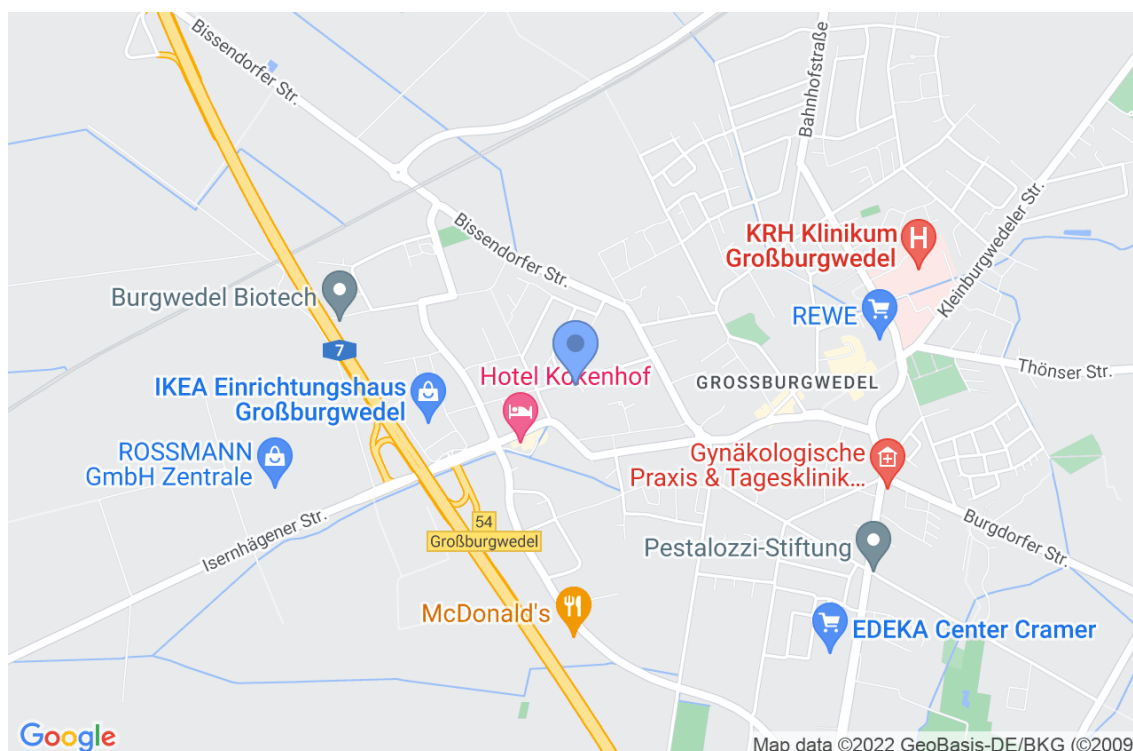 Bissendorfer Str.
Bahnhofstraße
Kleinburgwedeler Str.
KRH Klinikum
Großburgwedel
H
Bissendorfer Str.
Burgwedel Biotech
REWE
7
Thönser Str.
Hotel Kokenhof
GROSSBURGWEDEL
IKEA Einrichtungshaus
Großburgwedel
ROSSMANN
GmbH Zentrale
Gynäkologische
Praxis & Tagesklinik...
Isernhägener Str.
54
Großburgwedel
Burgdorfer Str.
Pestalozzi-Stiftung
McDonald's
EDEKA Center Cramer
Google
Map data ©2022 GeoBasis-DE/BKG (©2009